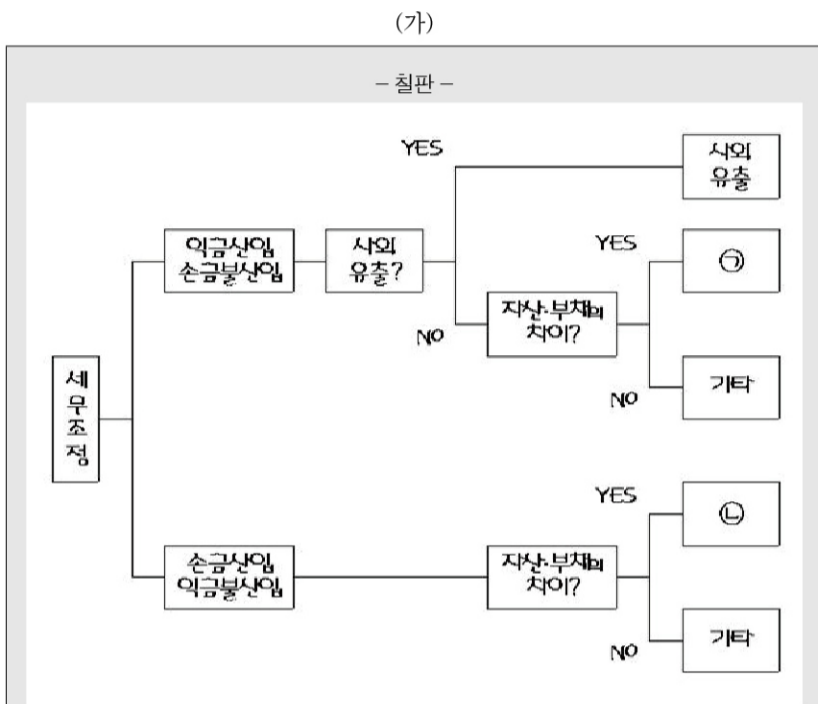 (가)
– 칠판 –
YES
사외
유출
익금산입
손금불산입
사외
유출?
YES
㉠
NO
자산·부채의
차이?
NO
기타
세
무
조
정
YES
㉡
손금산입
익금불산입
자산·부채의
차이?
NO
기타